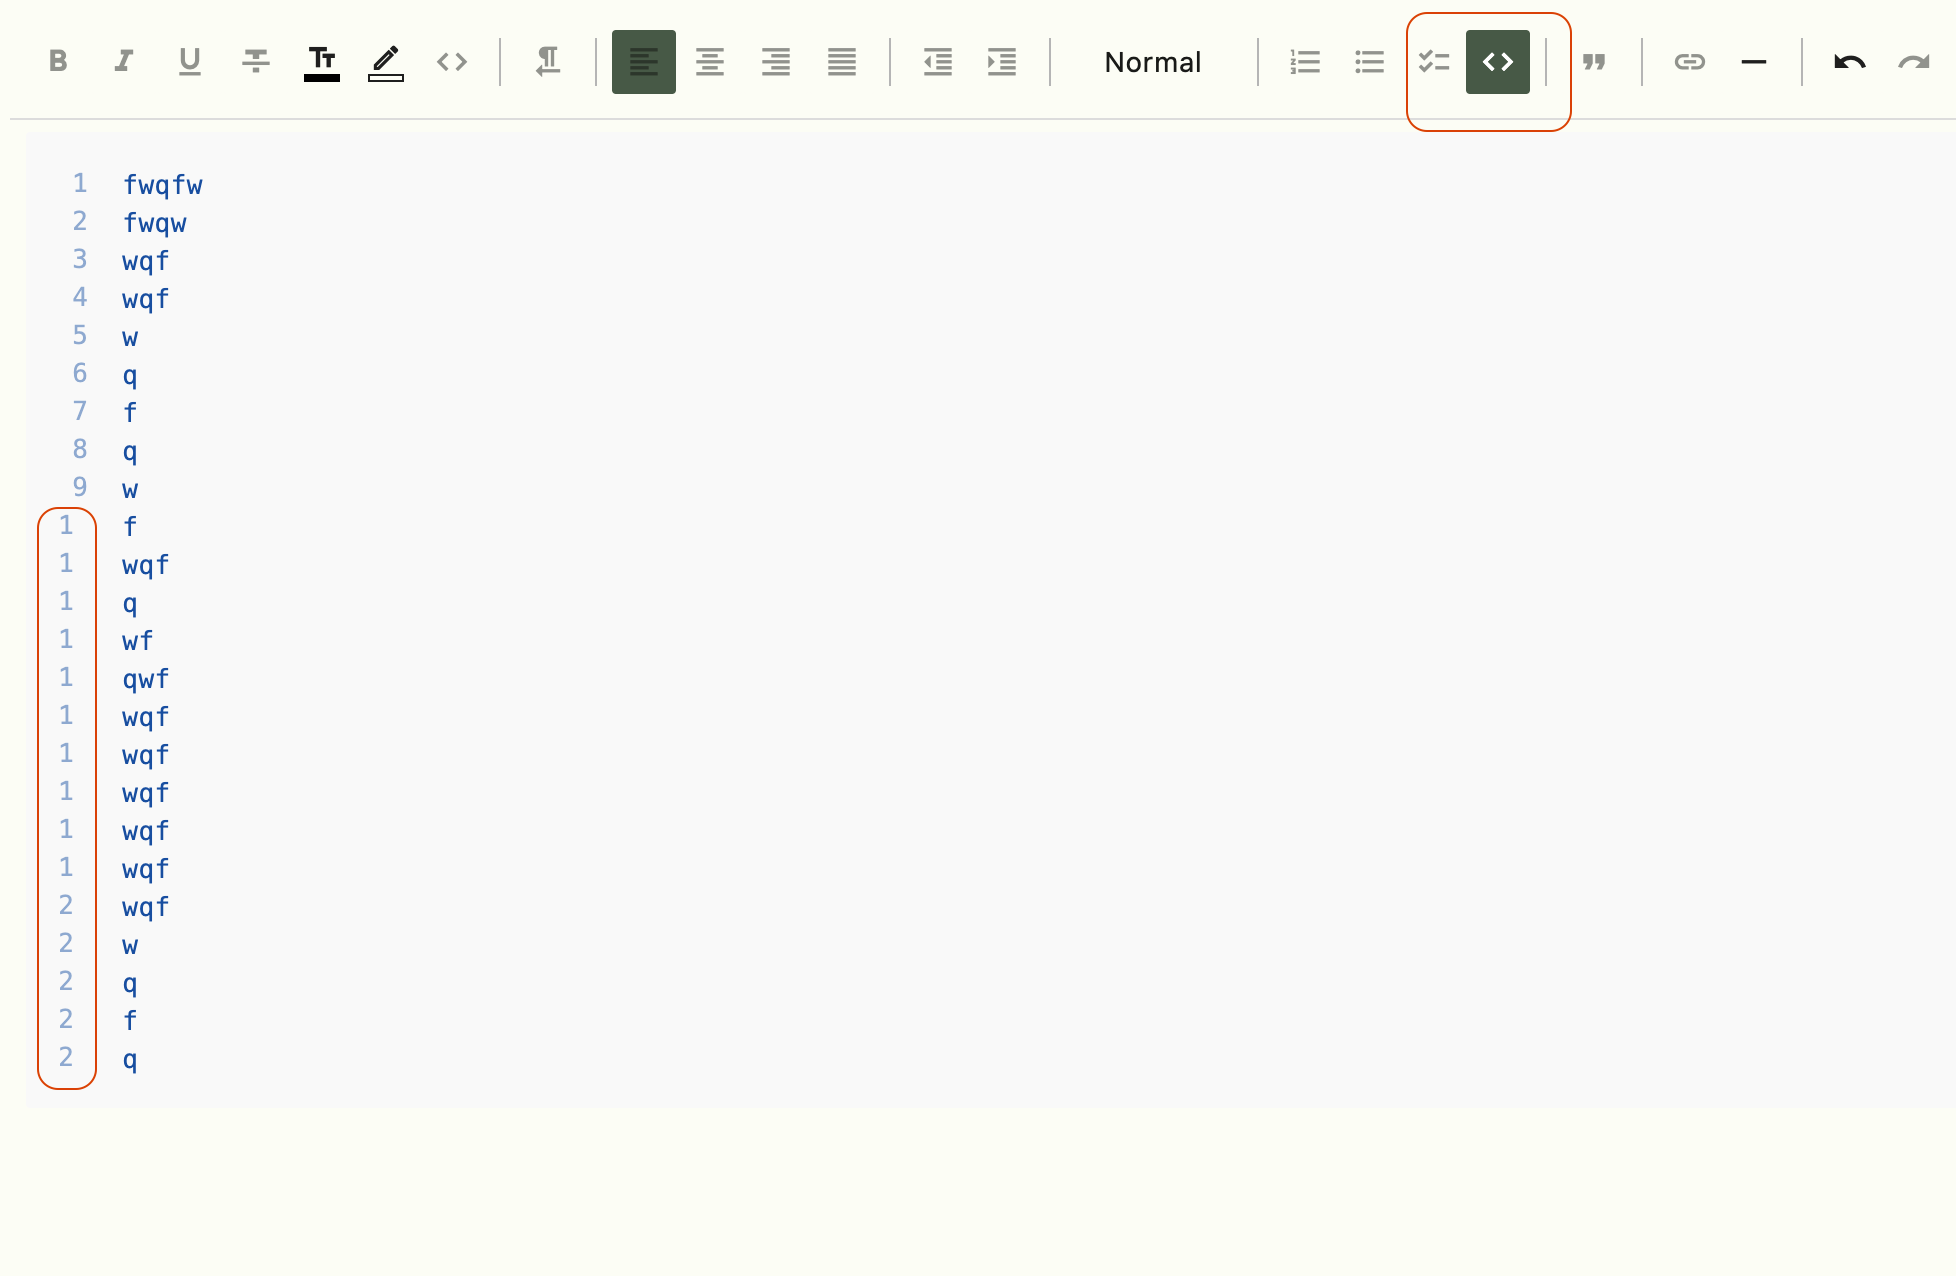 Normal
1 fwqfw
2 fwqw
3 wqf
4 wqf
5 w
6 q
7 f
8 q
9 w
1 f
1 wqf
1 q
1 wf
1 qwf
1 wqf
1 wqf
1 wqf
1 wqf
1 wqf
2 wqf
2 w
2 q
2 f
2 q